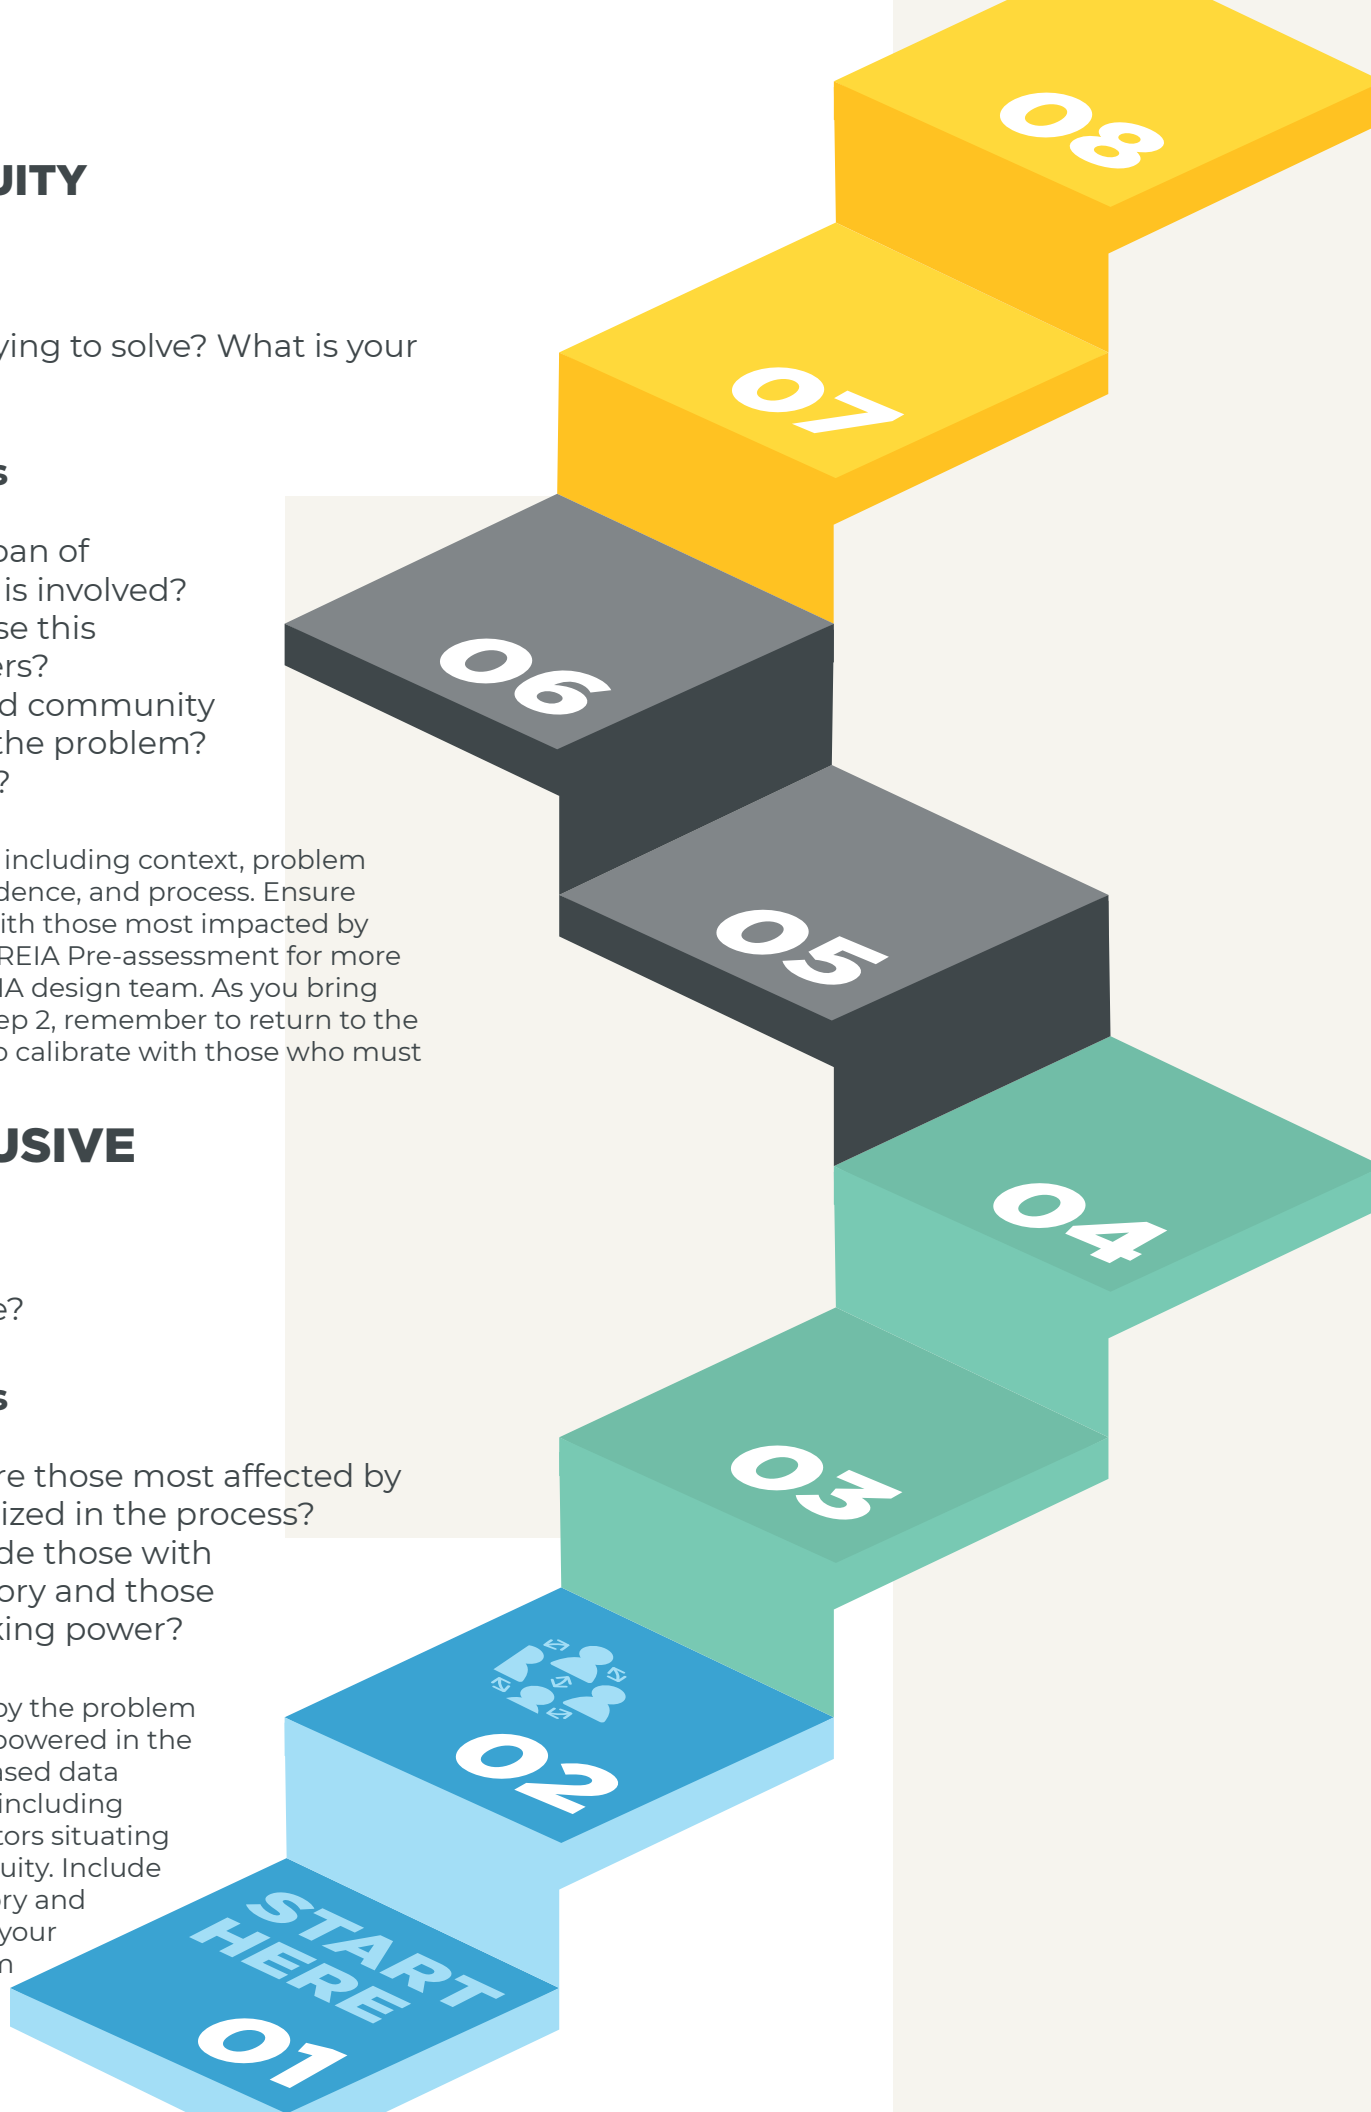 UITY
ying to solve? What is your
s
pan of
is involved?
se this
ers?
d community
the problem?
?
including context, problem
dence, and process. Ensure
ith those most impacted by
REIA Pre-assessment for more
IA design team. As you bring
ep 2, remember to return to the
o calibrate with those who must
USIVE
e?
s
re those most affected by
ized in the process?
de those with
ory and those
king power?
by the problem
powered in the
ased data
including
tors situating
uity. Include
ory and
your
m
08
07
06
05
04
03
02
START
HERE
01